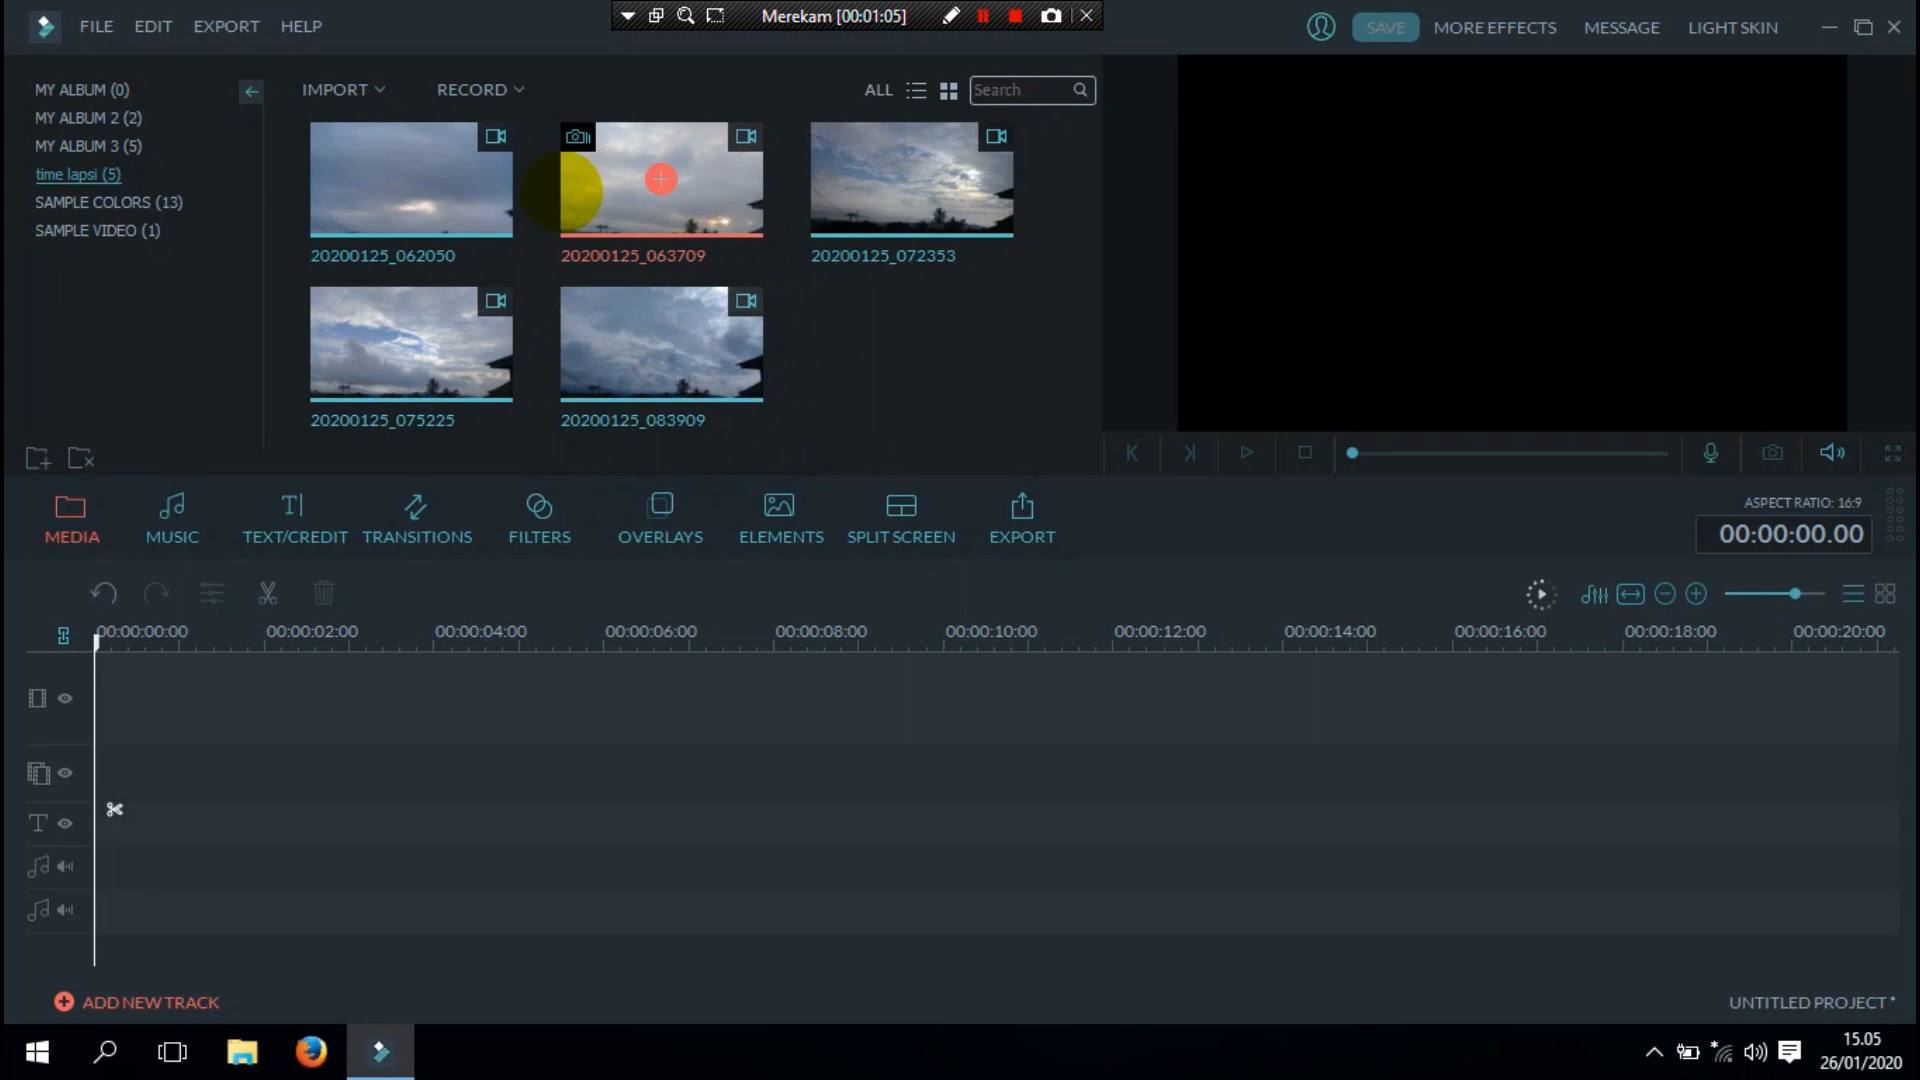 FILE EDIT EXPORT HELP
Merekam [00:01:05]
SAVE MORE EFFECTS MESSAGE LIGHT SKIN
MY ALBUM (0)
MY ALBUM 2 (2)
MY ALBUM 3 (5)
time lapsi (5)
SAMPLE COLORS (13)
SAMPLE VIDEO (1)
IMPORT RECORD ALL Search
20200125_062050 20200125_063709 20200125_072353
20200125_075225 20200125_083909
MEDIA MUSIC TEXT/CREDIT TRANSITIONS FILTERS OVERLAYS ELEMENTS SPLIT SCREEN EXPORT
ASPECT RATIO: 16:9
00:00:00.00
00:00:00:00 00:00:02:00 00:00:04:00 00:00:06:00 00:00:08:00 00:00:10:00 00:00:12:00 00:00:14:00 00:00:16:00 00:00:18:00 00:00:20:00
ADD NEW TRACK
UNTITLED PROJECT *
15.05
26/01/2020